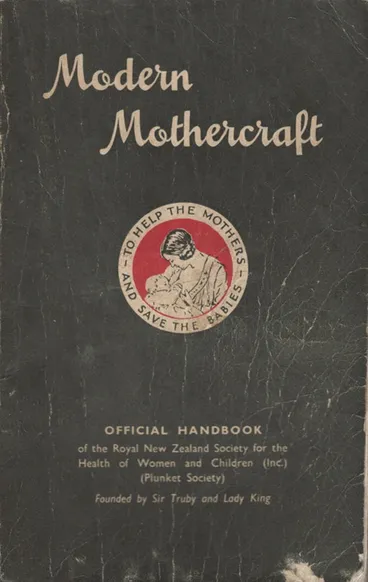 Modern
Mothercraft
TO HELP THE MOTHERS
- AND SAVE THE BABIES -
OFFICIAL HANDBOOK
of the Royal New Zealand Society for the
Health of Women and Children (Inc.)
(Plunket Society)
Founded by Sir Truby and Lady King